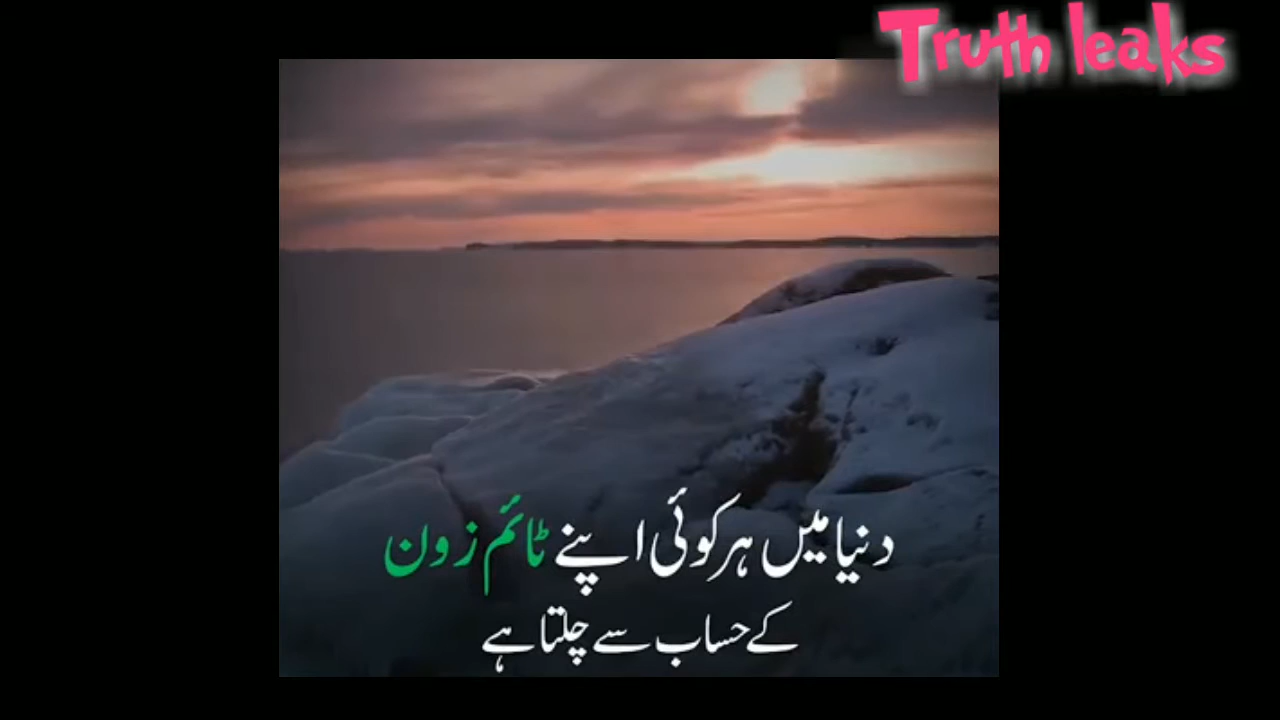 Truth leaks
دنیا میں ہر کوئی اپنے ٹائم زون
کے حساب سے چلتا ہے